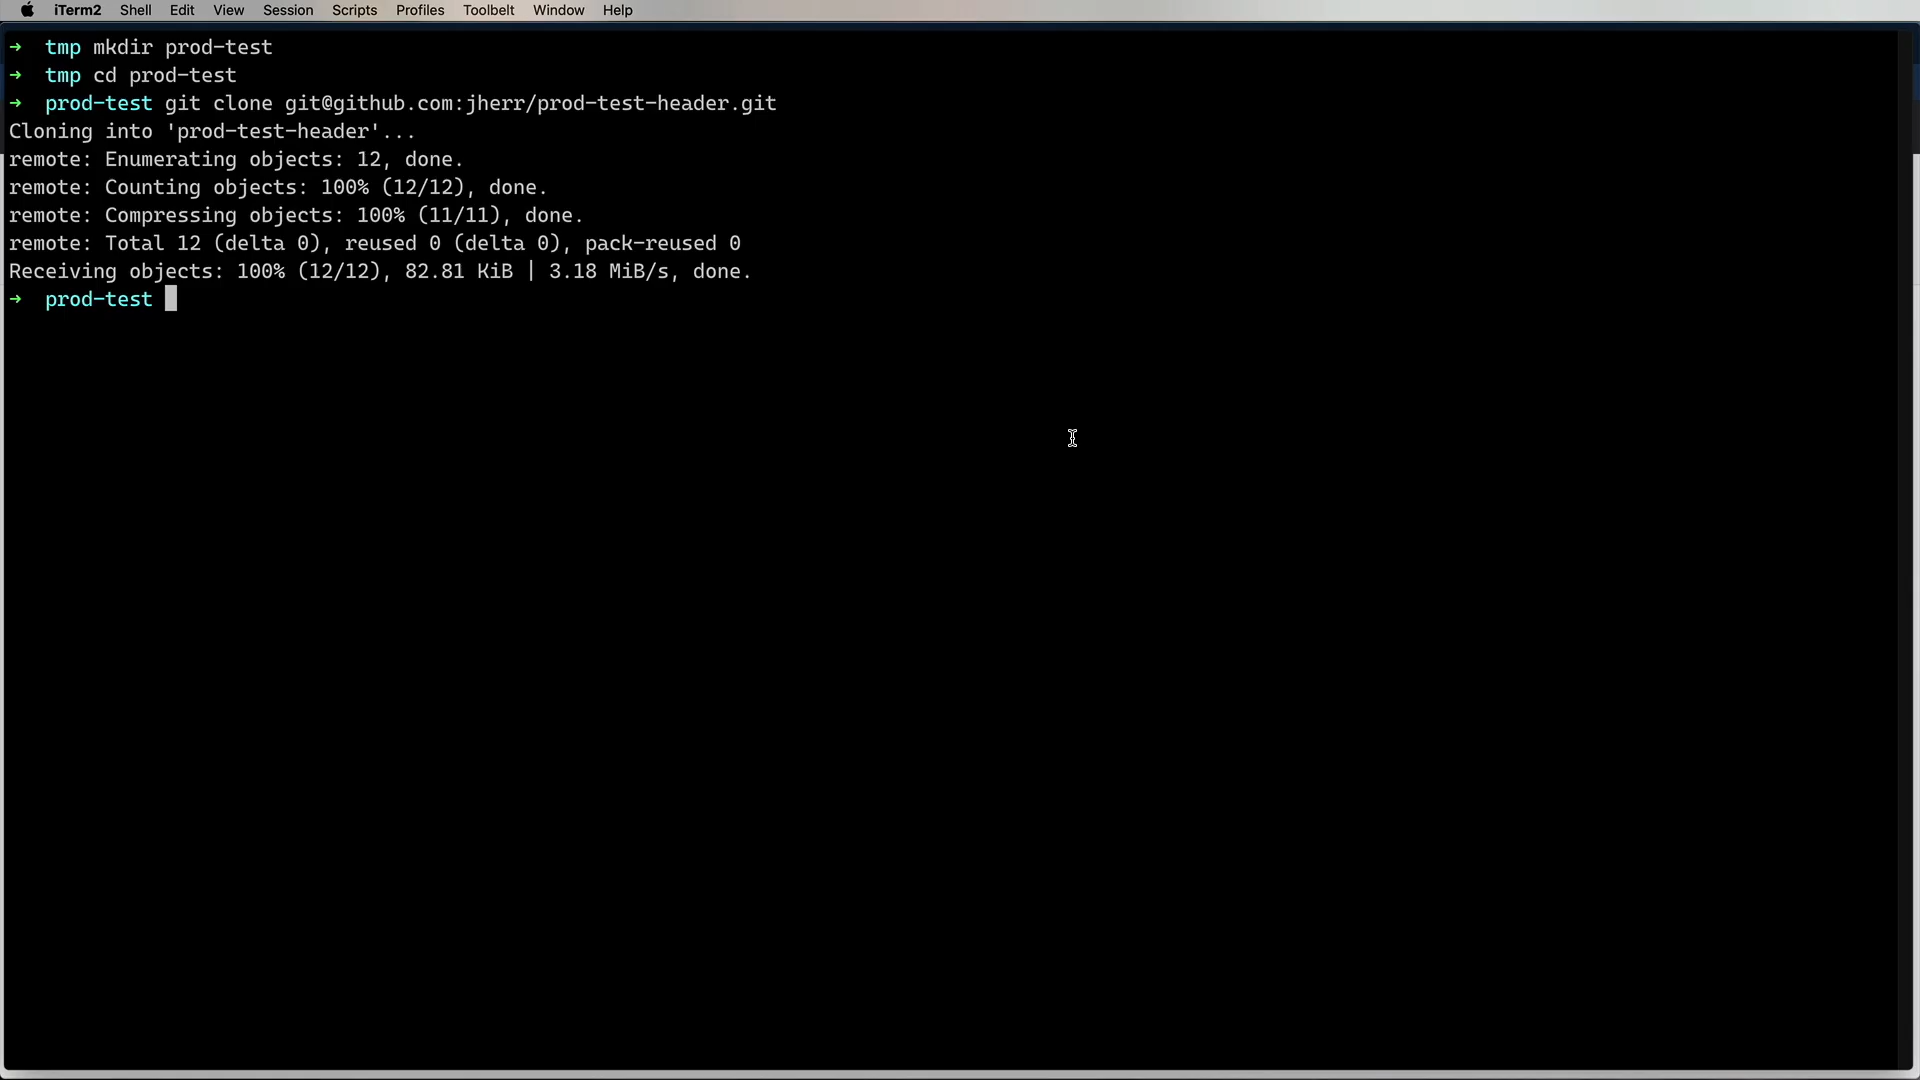 iTerm2 Shell Edit View Session Scripts Profiles Toolbelt Window Help
→ tmp mkdir prod-test
→ tmp cd prod-test
→ prod-test git clone git@github.com:jherr/prod-test-header.git
Cloning into 'prod-test-header'...
remote: Enumerating objects: 12, done.
remote: Counting objects: 100% (12/12), done.
remote: Compressing objects: 100% (11/11), done.
remote: Total 12 (delta 0), reused 0 (delta 0), pack-reused 0
Receiving objects: 100% (12/12), 82.81 KiB | 3.18 MiB/s, done.
→ prod-test